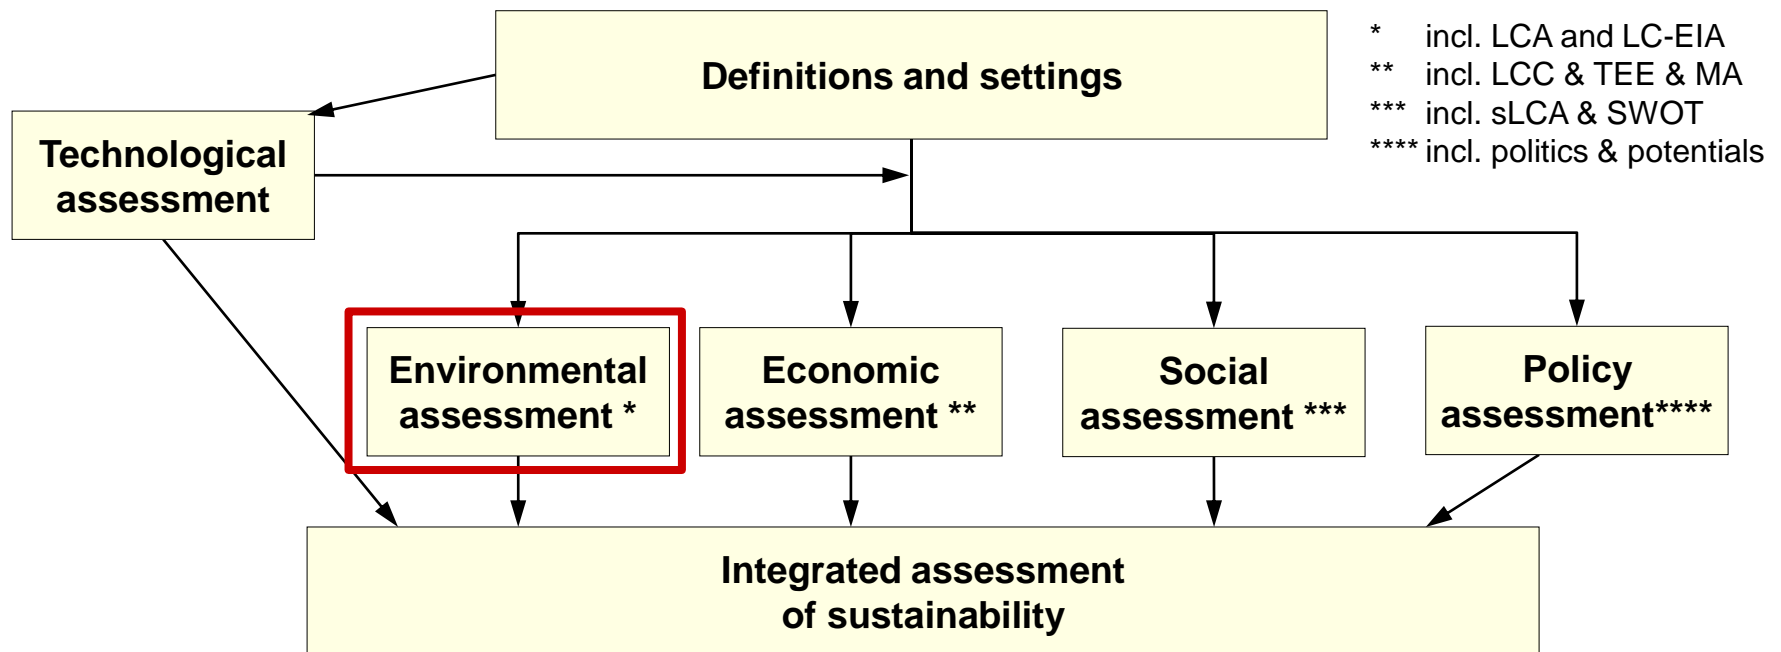 Definitions and settings
* incl. LCA and LC-EIA
** incl. LCC & TEE & MA
*** incl. sLCA & SWOT
**** incl. politics & potentials
Technological
assessment
Environmental
assessment *
Economic
assessment **
Social
assessment ***
Policy
assessment****
Integrated assessment
of sustainability